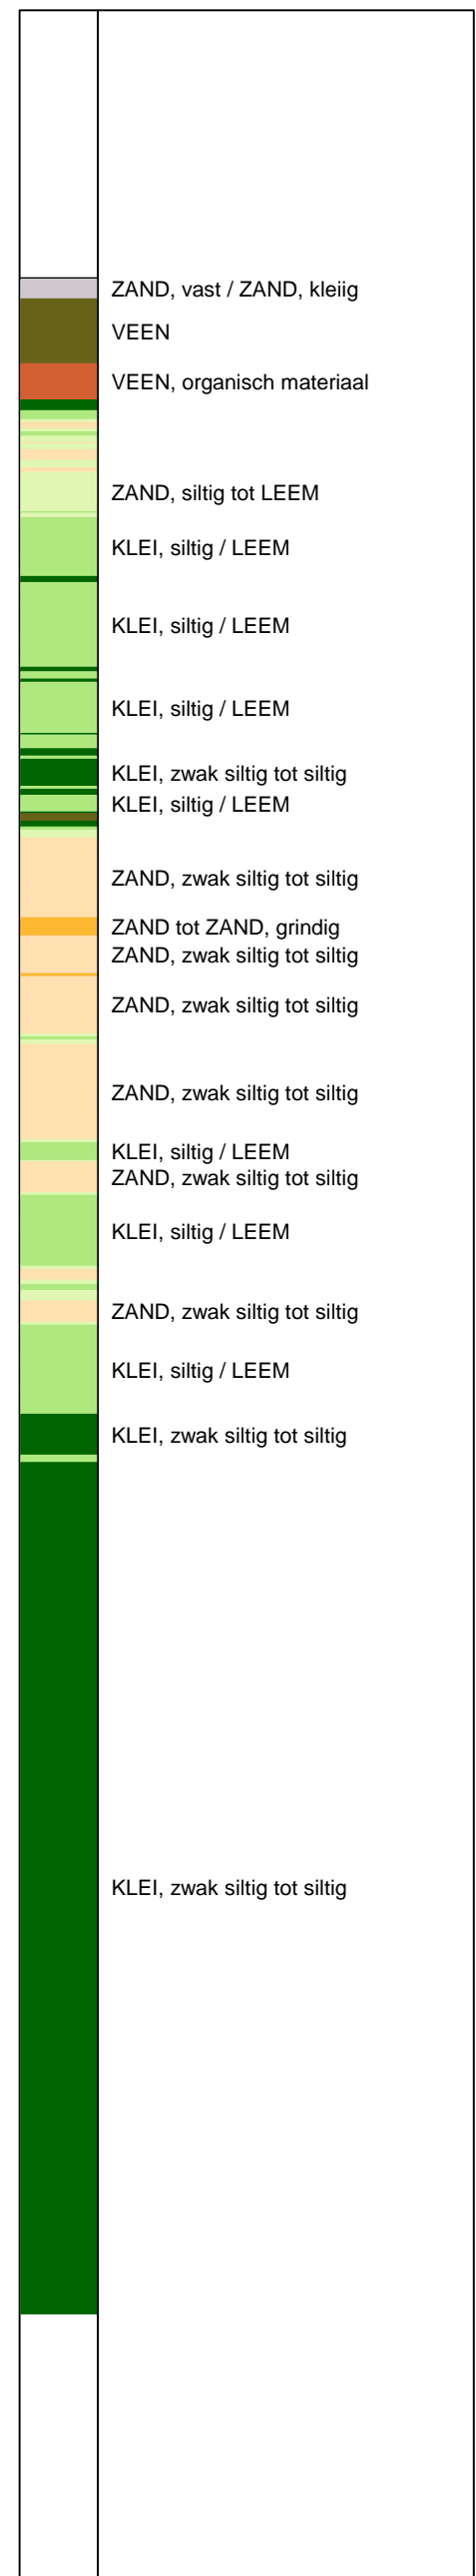 ZAND, vast / ZAND, kleiig
VEEN
VEEN, organisch materiaal
ZAND, siltig tot LEEM
KLEI, siltig / LEEM
KLEI, siltig / LEEM
KLEI, siltig / LEEM
KLEI, zwak siltig tot siltig
KLEI, siltig / LEEM
ZAND, zwak siltig tot siltig
ZAND tot ZAND, grindig
ZAND, zwak siltig tot siltig
ZAND, zwak siltig tot siltig
ZAND, zwak siltig tot siltig
KLEI, siltig / LEEM
ZAND, zwak siltig tot siltig
KLEI, siltig / LEEM
ZAND, zwak siltig tot siltig
KLEI, siltig / LEEM
KLEI, zwak siltig tot siltig
KLEI, zwak siltig tot siltig